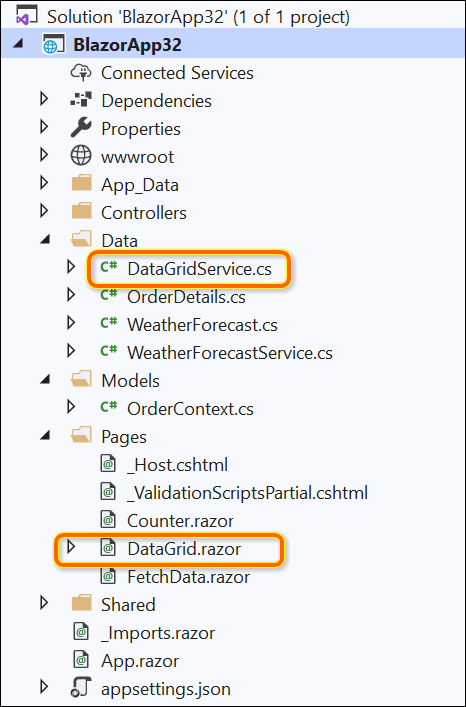 Solution 'BlazorApp32' (1 of 1 project)
BlazorApp32
Connected Services
Dependencies
Properties
wwwroot
App_Data
Controllers
Data
C# DataGridService.cs
C# OrderDetails.cs
C# WeatherForecast.cs
C# WeatherForecastService.cs
Models
C# OrderContext.cs
Pages
@ _Host.cshtml
@ _ValidationScriptsPartial.cshtml
@ Counter.razor
@ DataGrid.razor
@ FetchData.razor
Shared
@ _Imports.razor
@ App.razor
appsettings.json